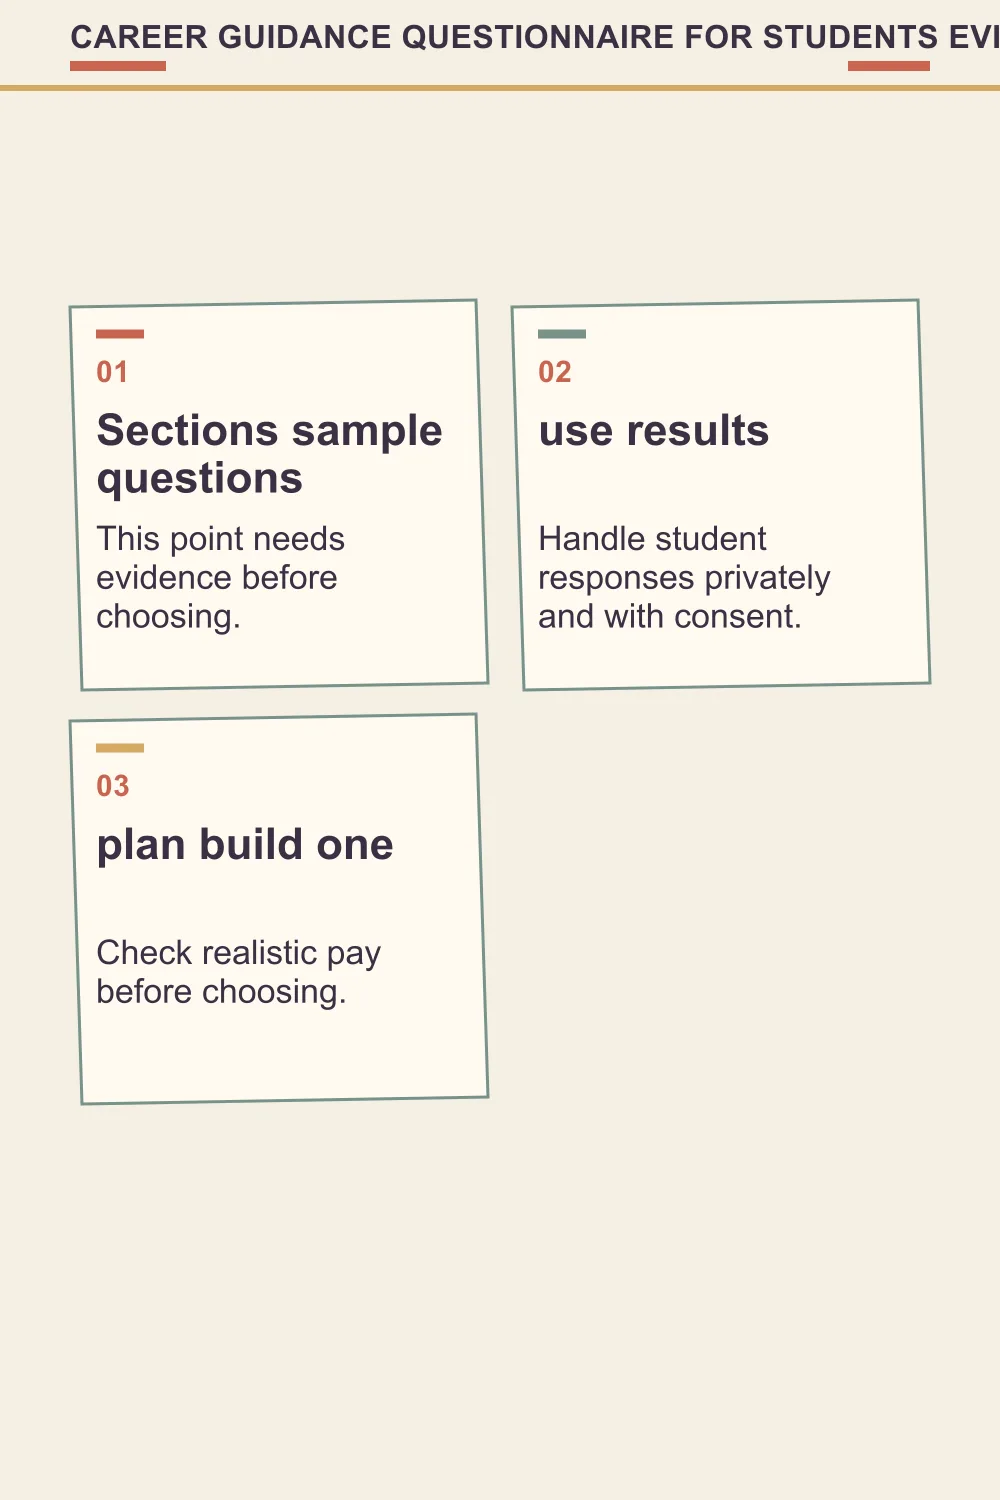 CAREER GUIDANCE QUESTIONNAIRE FOR STUDENTS EVI
01
Sections sample
questions
This point needs
evidence before
choosing.
02
use results
Handle student
responses privately
and with consent.
03
plan build one
Check realistic pay
before choosing.